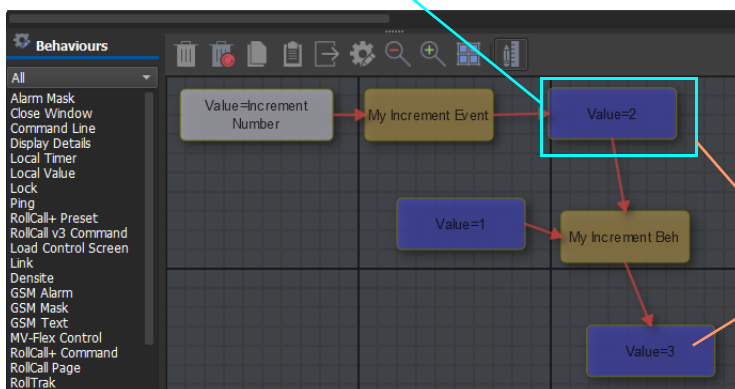 Behaviours
All
Alarm Mask
Close Window
Command Line
Display Details
Local Timer
Local Value
Lock
Ping
RollCall+ Preset
RollCall v3 Command
Load Control Screen
Link
Densite
GSM Alarm
GSM Mask
GSM Text
MV-Flex Control
RollCall+ Command
RollCall Page
RollTrak
Value=Increment
Number
My Increment Event
Value=2
Value=1
My Increment Beh
Value=3